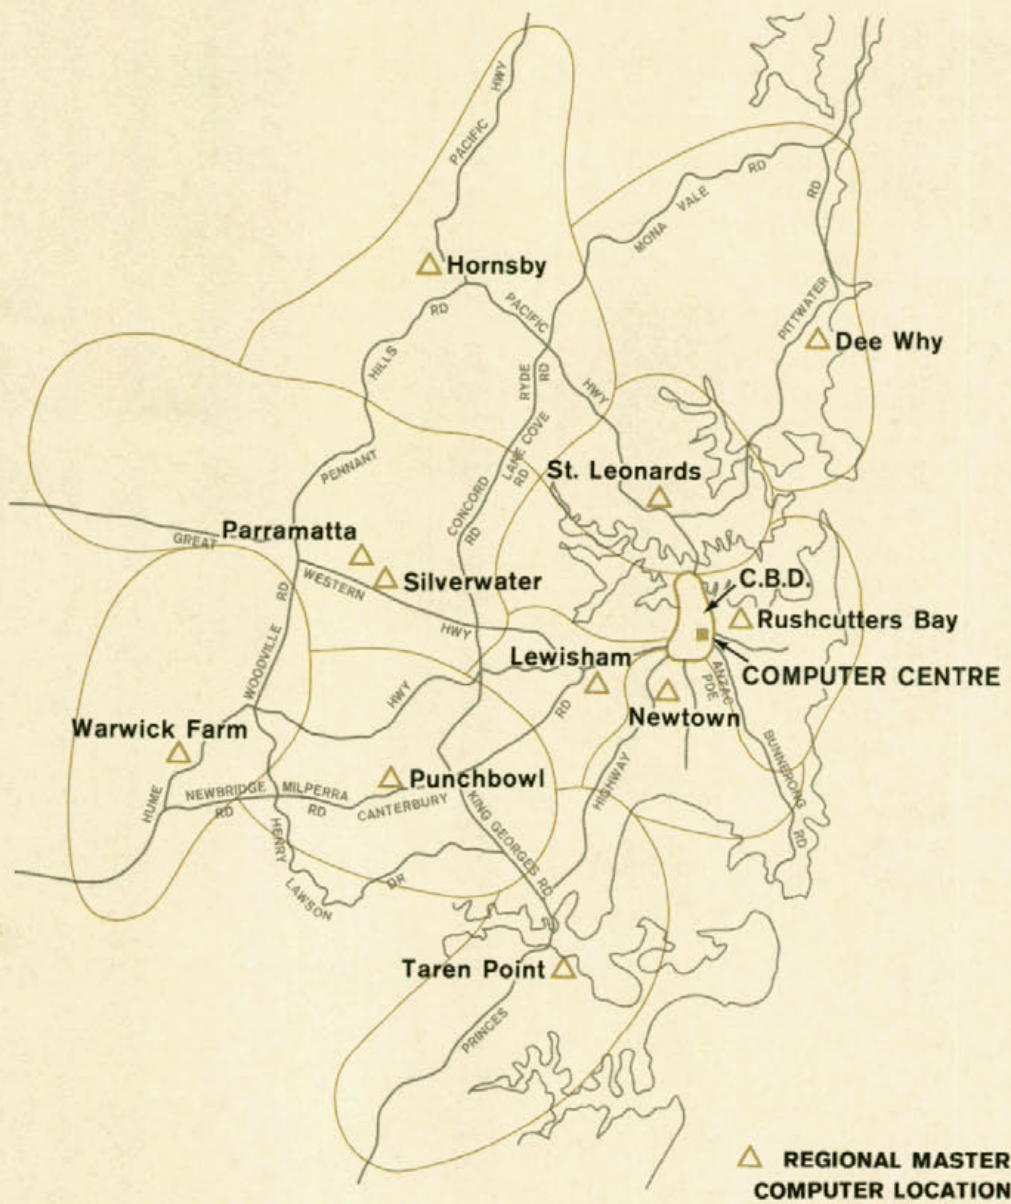 PACIFIC HWY
MONA VALE RD
RD
Hornsby
PACIFIC
HWY
PITTWATER
Dee Why
HILLS RD
RYDE RD
LANE COVE RD
PENNANT
St. Leonards
CONCORD RD
Parramatta
GREAT
WESTERN
HWY
Silverwater
C.B.D.
Rushcutters Bay
WOODVILLE RD
Lewisham
COMPUTER CENTRE
ANZAC PDE
HWY
RD
Newtown
Warwick Farm
BUNNERONG RD
HIGHWAY
Punchbowl
NEWBRIDGE RD
MILPERRA RD
CANTERBURY
HUME
KING GEORGES RD
HENRY
LAWSON
DR
Taren Point
PRINCES
REGIONAL MASTER
COMPUTER LOCATION